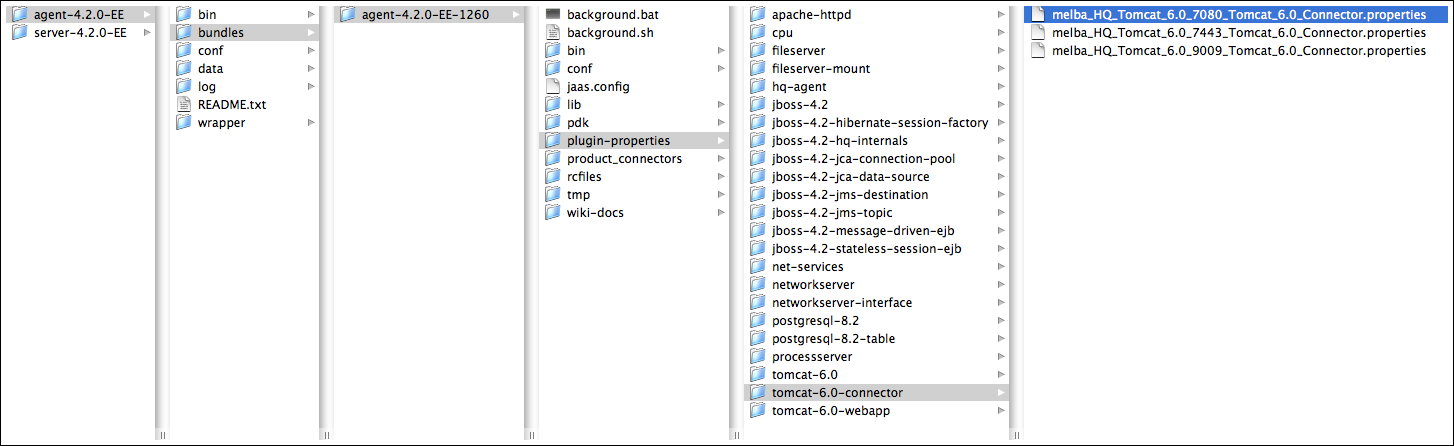 agent-4.2.0-EE
server-4.2.0-EE
bin
bundles
conf
data
log
README.txt
wrapper
agent-4.2.0-EE-1260
background.bat
background.sh
bin
conf
jaas.config
lib
pdk
plugin-properties
product_connectors
rcfiles
tmp
wiki-docs
apache-httpd
cpu
fileserver
fileserver-mount
hq-agent
jboss-4.2
jboss-4.2-hibernate-session-factory
jboss-4.2-hq-internals
jboss-4.2-jca-connection-pool
jboss-4.2-jca-data-source
jboss-4.2-jms-destination
jboss-4.2-jms-topic
jboss-4.2-message-driven-ejb
jboss-4.2-stateless-session-ejb
net-services
networkserver
networkserver-interface
postgresql-8.2
postgresql-8.2-table
processserver
tomcat-6.0
tomcat-6.0-connector
tomcat-6.0-webapp
melba_HQ_Tomcat_6.0_7080_Tomcat_6.0_Connector.properties
melba_HQ_Tomcat_6.0_7443_Tomcat_6.0_Connector.properties
melba_HQ_Tomcat_6.0_9009_Tomcat_6.0_Connector.properties